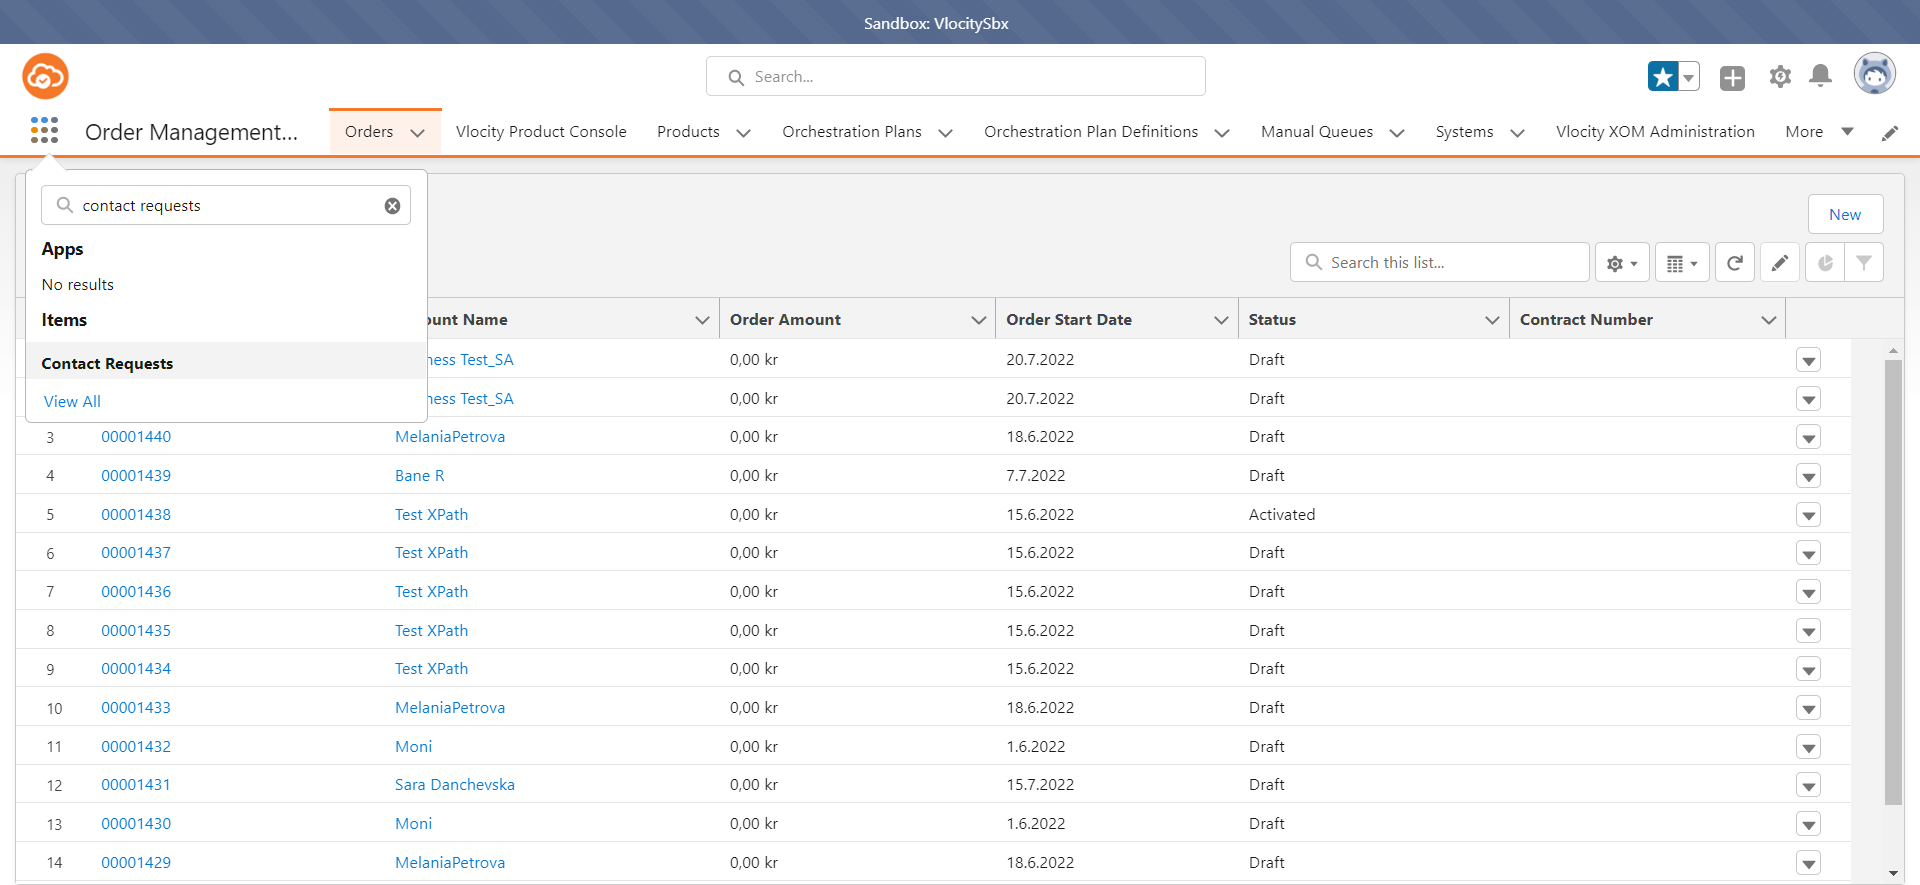 Sandbox: VlocitySbx
Search...
Order Management...
Orders
Vlocity Product Console
Products
Orchestration Plans
Orchestration Plan Definitions
Manual Queues
Systems
Vlocity XOM Administration
More
contact requests
Apps
No results
Items
Contact Requests
View All
New
Search this list...
ount Name
Order Amount
Order Start Date
Status
Contract Number
ness Test_SA 0,00 kr 20.7.2022 Draft
ness Test_SA 0,00 kr 20.7.2022 Draft
3 00001440 MelaniaPetrova 0,00 kr 18.6.2022 Draft
4 00001439 Bane R 0,00 kr 7.7.2022 Draft
5 00001438 Test XPath 0,00 kr 15.6.2022 Activated
6 00001437 Test XPath 0,00 kr 15.6.2022 Draft
7 00001436 Test XPath 0,00 kr 15.6.2022 Draft
8 00001435 Test XPath 0,00 kr 15.6.2022 Draft
9 00001434 Test XPath 0,00 kr 15.6.2022 Draft
10 00001433 MelaniaPetrova 0,00 kr 18.6.2022 Draft
11 00001432 Moni 0,00 kr 1.6.2022 Draft
12 00001431 Sara Danchevska 0,00 kr 15.7.2022 Draft
13 00001430 Moni 0,00 kr 1.6.2022 Draft
14 00001429 MelaniaPetrova 0,00 kr 18.6.2022 Draft